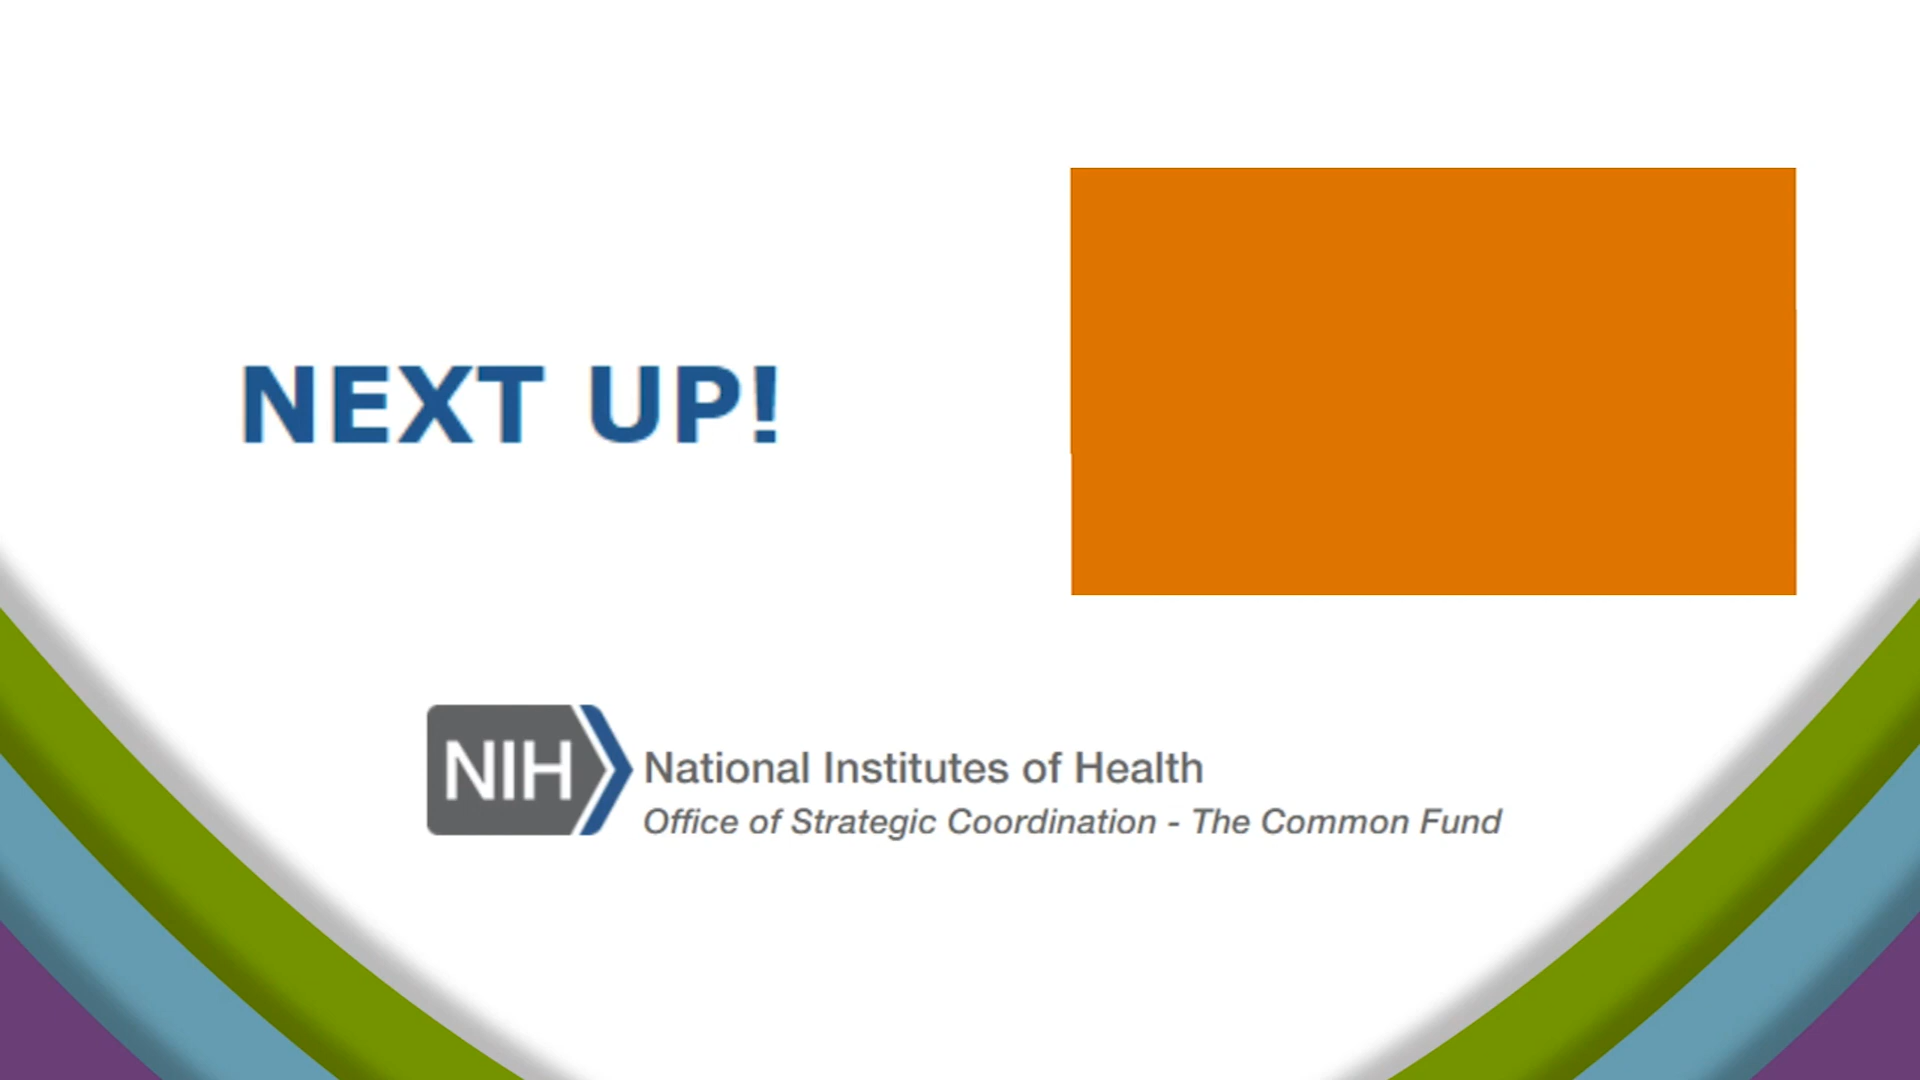 NEXT UP!
NIH
National Institutes of Health
Office of Strategic Coordination - The Common Fund